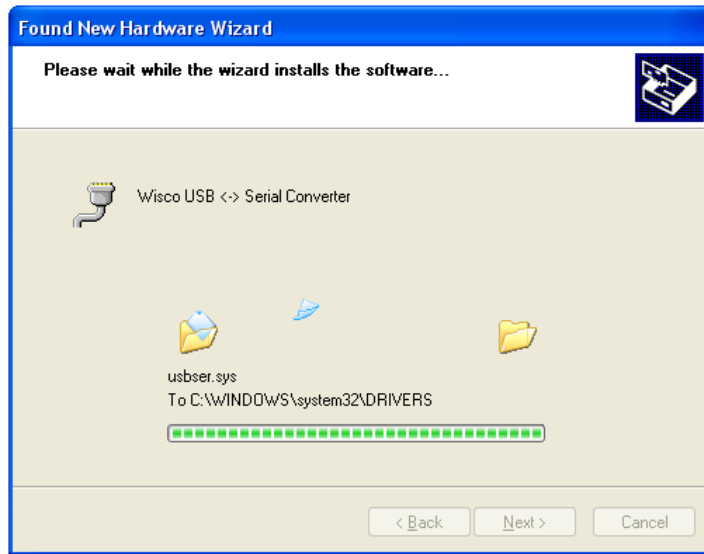 Found New Hardware Wizard
Please wait while the wizard installs the software...
Wisco USB <-> Serial Converter
usbser.sys
To C:\WINDOWS\system32\DRIVERS
< Back Next > Cancel